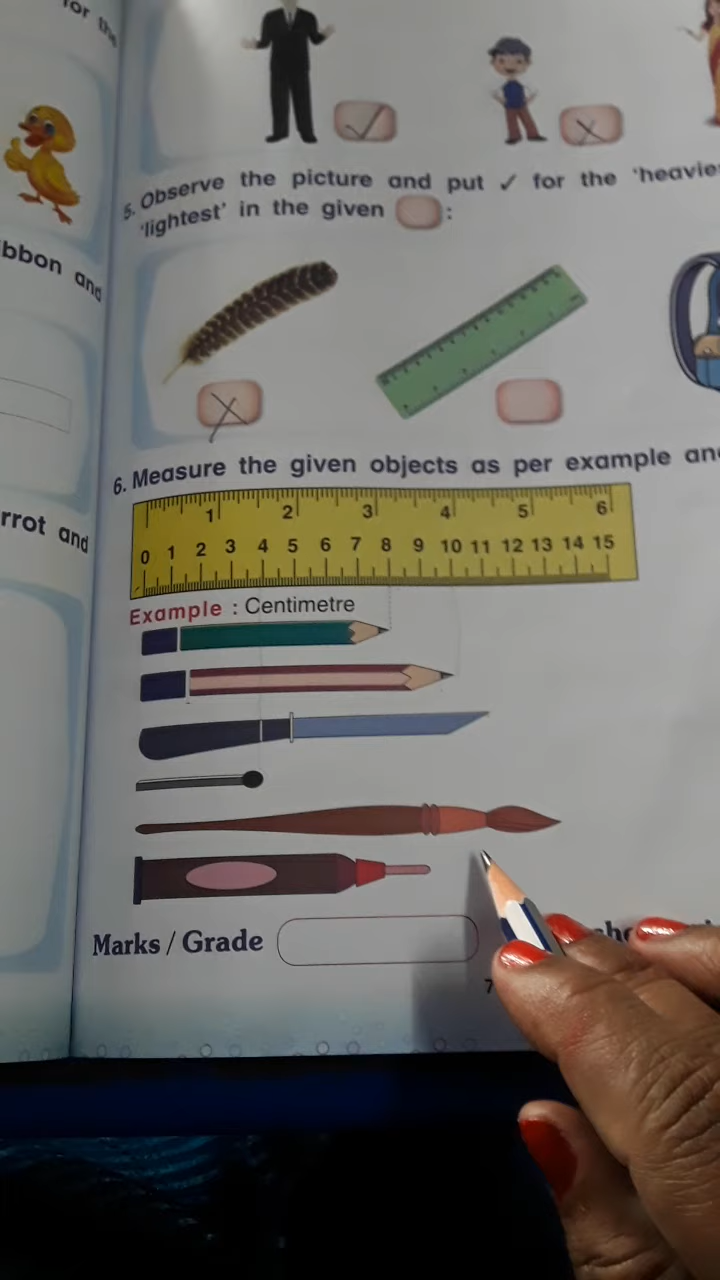 for the
5. Observe the picture and put ✓ for the 'heavie
'lightest' in the given :
ibbon and
6. Measure the given objects as per example and
1 2 3 4 5 6
0 1 2 3 4 5 6 7 8 9 10 11 12 13 14 15
rrot and
Example : Centimetre
Marks / Grade
7